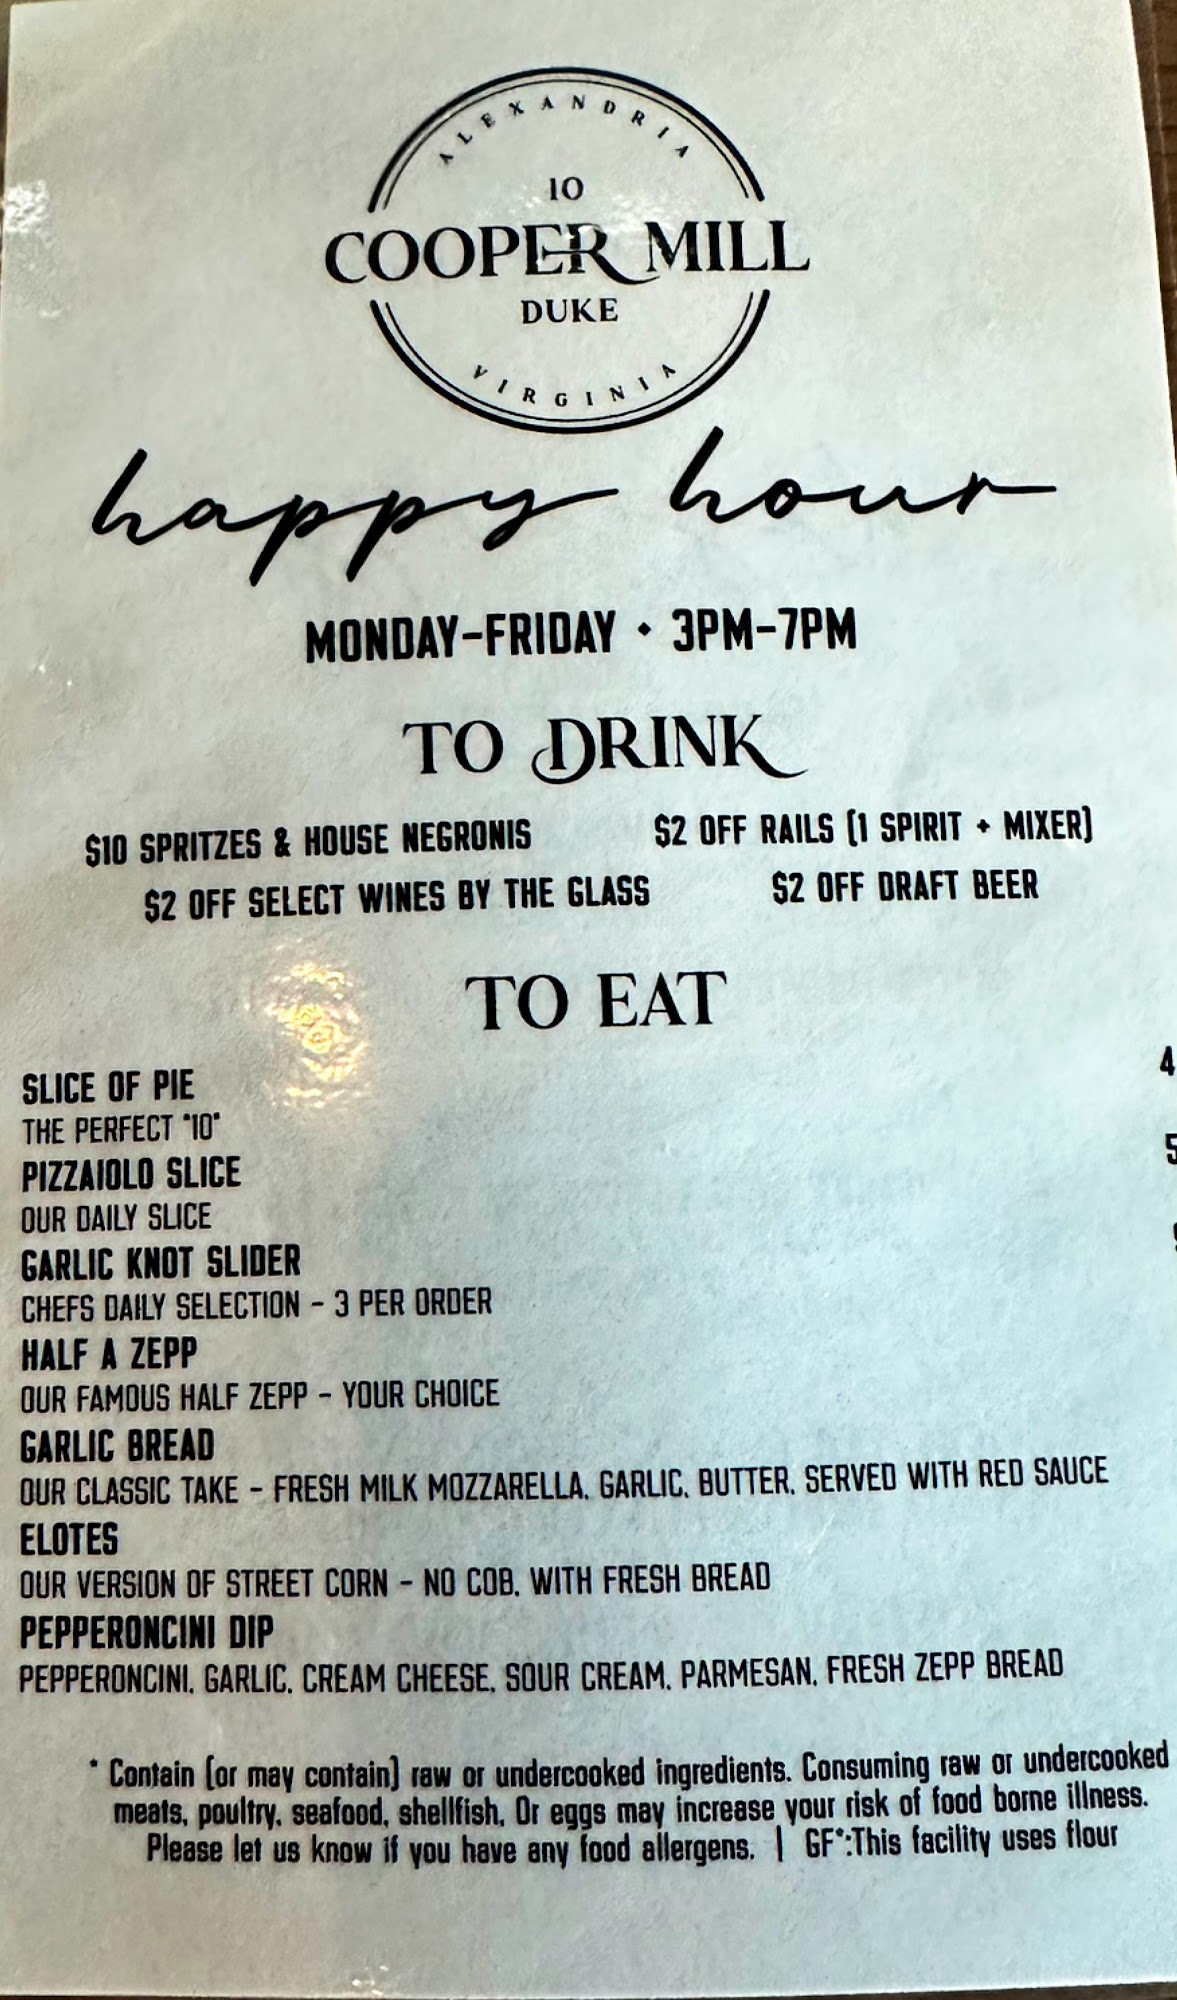 ALEXANDRIA
10
COOPER MILL
DUKE
VIRGINIA
happy hour
MONDAY-FRIDAY • 3PM-7PM
TO DRINK
$10 SPRITZES & HOUSE NEGRONIS $2 OFF RAILS (1 SPIRIT + MIXER)
$2 OFF SELECT WINES BY THE GLASS $2 OFF DRAFT BEER
TO EAT
SLICE OF PIE 4
THE PERFECT "10"
PIZZAIOLO SLICE 5
OUR DAILY SLICE
GARLIC KNOT SLIDER
CHEFS DAILY SELECTION - 3 PER ORDER
HALF A ZEPP
OUR FAMOUS HALF ZEPP - YOUR CHOICE
GARLIC BREAD
OUR CLASSIC TAKE - FRESH MILK MOZZARELLA, GARLIC, BUTTER, SERVED WITH RED SAUCE
ELOTES
OUR VERSION OF STREET CORN - NO COB, WITH FRESH BREAD
PEPPERONCINI DIP
PEPPERONCINI, GARLIC, CREAM CHEESE, SOUR CREAM, PARMESAN, FRESH ZEPP BREAD
* Contain (or may contain) raw or undercooked ingredients. Consuming raw or undercooked
meats, poultry, seafood, shellfish, Or eggs may increase your risk of food borne illness.
Please let us know if you have any food allergens. | GF*:This facility uses flour